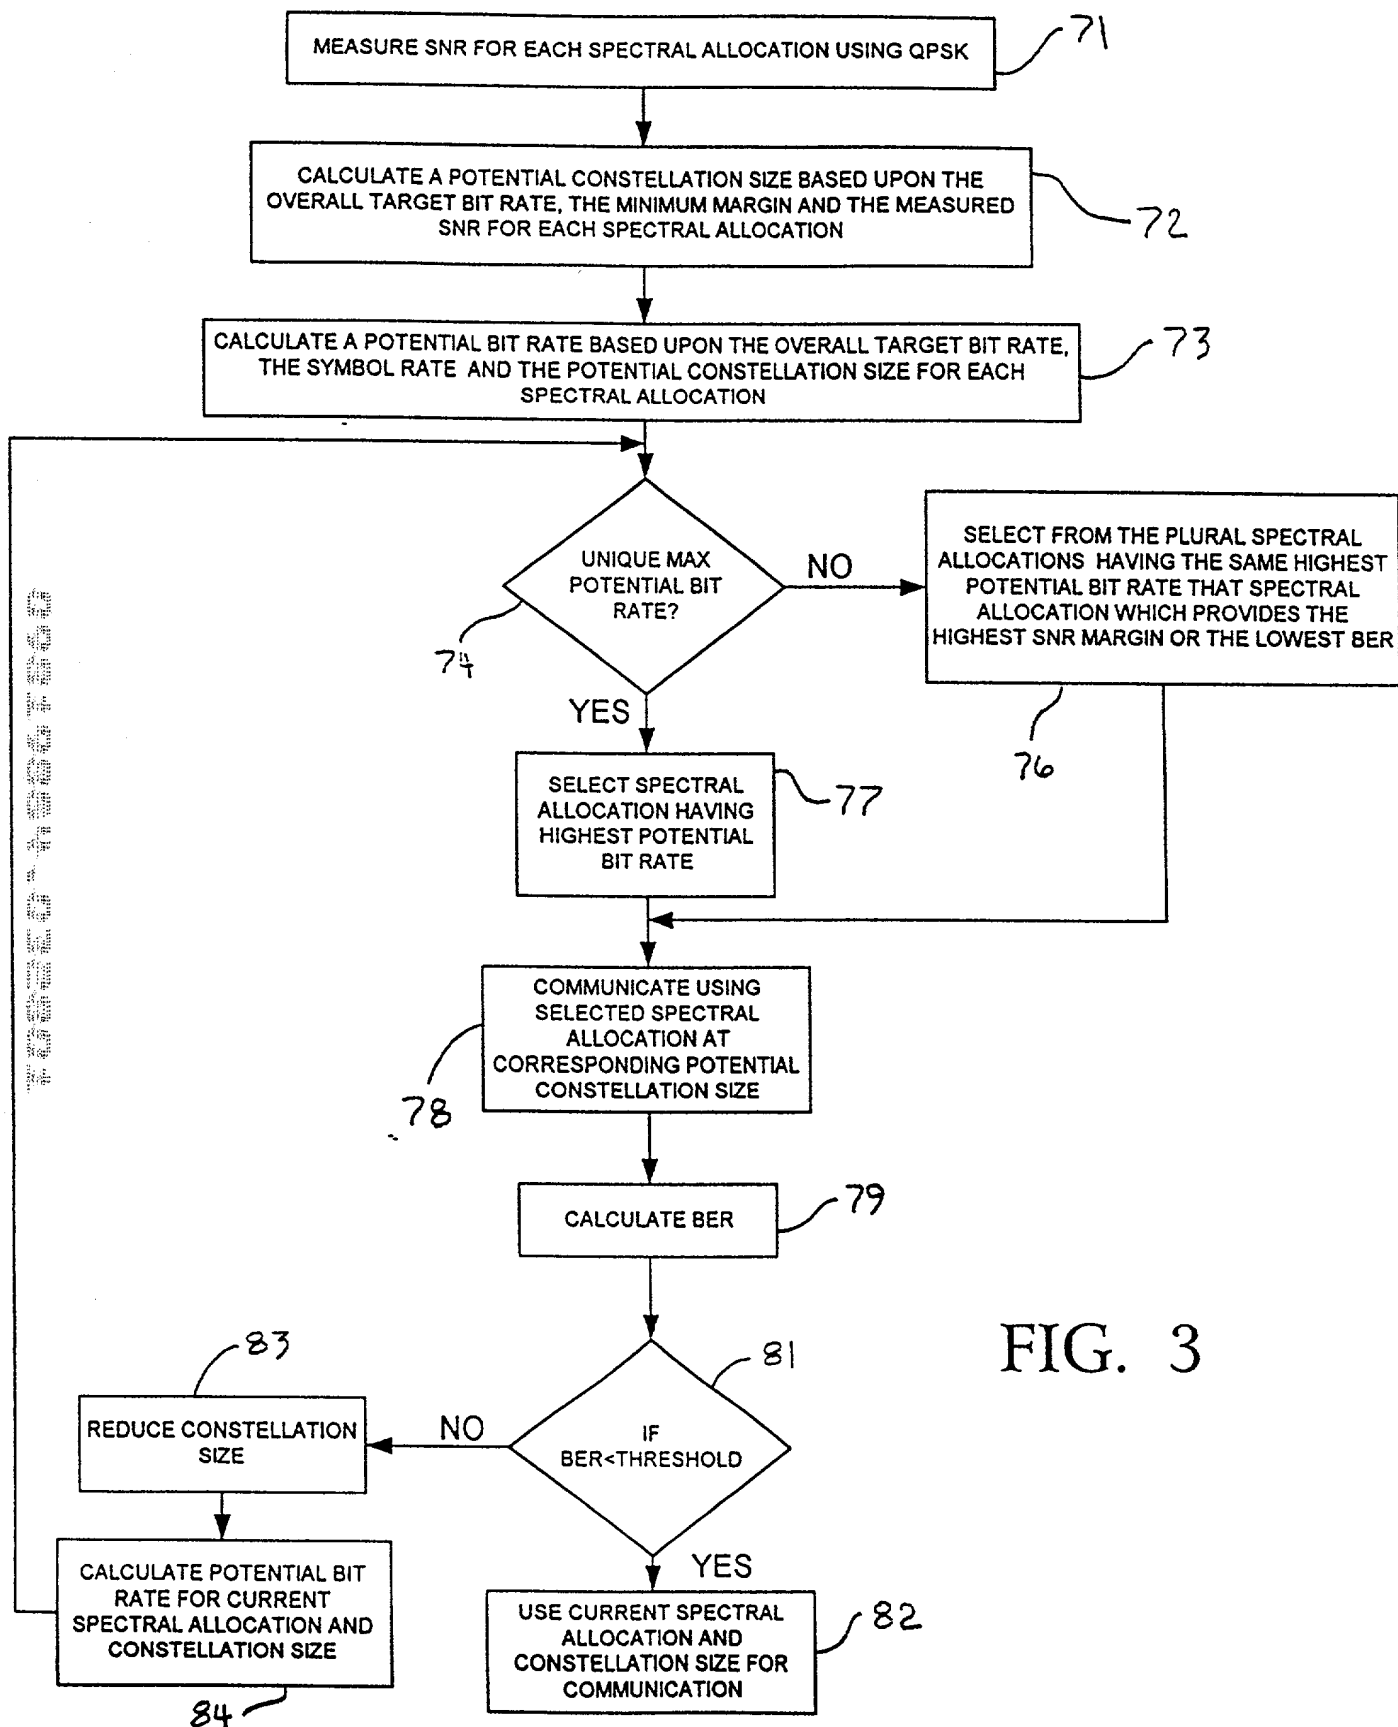 MEASURE SNR FOR EACH SPECTRAL ALLOCATION USING QPSK
71
CALCULATE A POTENTIAL CONSTELLATION SIZE BASED UPON THE
OVERALL TARGET BIT RATE, THE MINIMUM MARGIN AND THE MEASURED
SNR FOR EACH SPECTRAL ALLOCATION
72
CALCULATE A POTENTIAL BIT RATE BASED UPON THE OVERALL TARGET BIT RATE,
THE SYMBOL RATE AND THE POTENTIAL CONSTELLATION SIZE FOR EACH
SPECTRAL ALLOCATION
73
UNIQUE MAX
POTENTIAL BIT
RATE?
74
NO
SELECT FROM THE PLURAL SPECTRAL
ALLOCATIONS HAVING THE SAME HIGHEST
POTENTIAL BIT RATE THAT SPECTRAL
ALLOCATION WHICH PROVIDES THE
HIGHEST SNR MARGIN OR THE LOWEST BER
76
YES
SELECT SPECTRAL
ALLOCATION HAVING
HIGHEST POTENTIAL
BIT RATE
77
COMMUNICATE USING
SELECTED SPECTRAL
ALLOCATION AT
CORRESPONDING POTENTIAL
CONSTELLATION SIZE
78
CALCULATE BER
79
IF
BER<THRESHOLD
81
NO
REDUCE CONSTELLATION
SIZE
83
CALCULATE POTENTIAL BIT
RATE FOR CURRENT
SPECTRAL ALLOCATION AND
CONSTELLATION SIZE
84
YES
USE CURRENT SPECTRAL
ALLOCATION AND
CONSTELLATION SIZE FOR
COMMUNICATION
82
FIG. 3